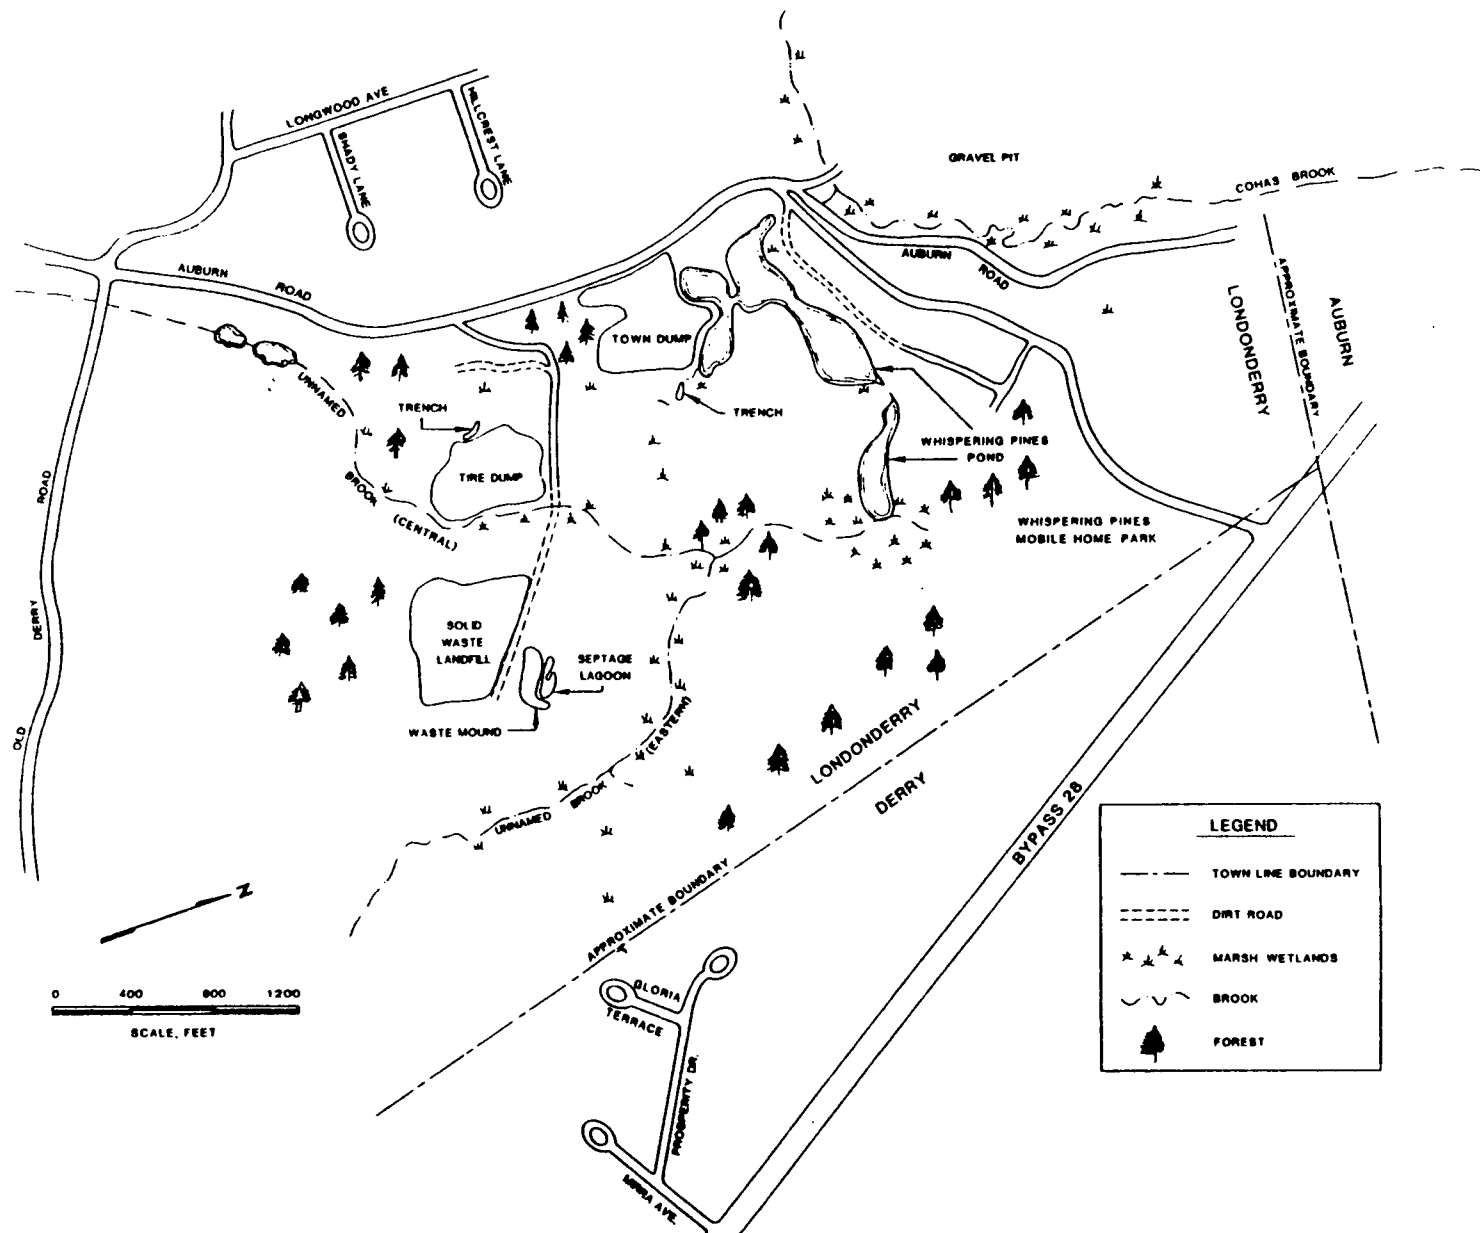 LONGWOOD AVE
HILLCREST LANE
SHADY LANE
GRAVEL PIT
COHAS BROOK
AUBURN
ROAD
AUBURN
ROAD
APPROXIMATE BOUNDARY
LONDONDERRY
AUBURN
TOWN DUMP
UNNAMED
TRENCH
TRENCH
WHISPERING PINES
POND
TIRE DUMP
BROOK
(CENTRAL)
WHISPERING PINES
MOBILE HOME PARK
OLD
DERRY
ROAD
SOLID
WASTE
LANDFILL
SEPTAGE
LAGOON
WASTE MOUND
(EASTERN)
BROOK
UNNAMED
LONDONDERRY
DERRY
BYPASS 28
APPROXIMATE BOUNDARY
N
0 400 800 1200
SCALE, FEET
GLORIA
TERRACE
PROSPERITY DR.
MIRRA AVE.
LEGEND
TOWN LINE BOUNDARY
DIRT ROAD
MARSH WETLANDS
BROOK
FOREST